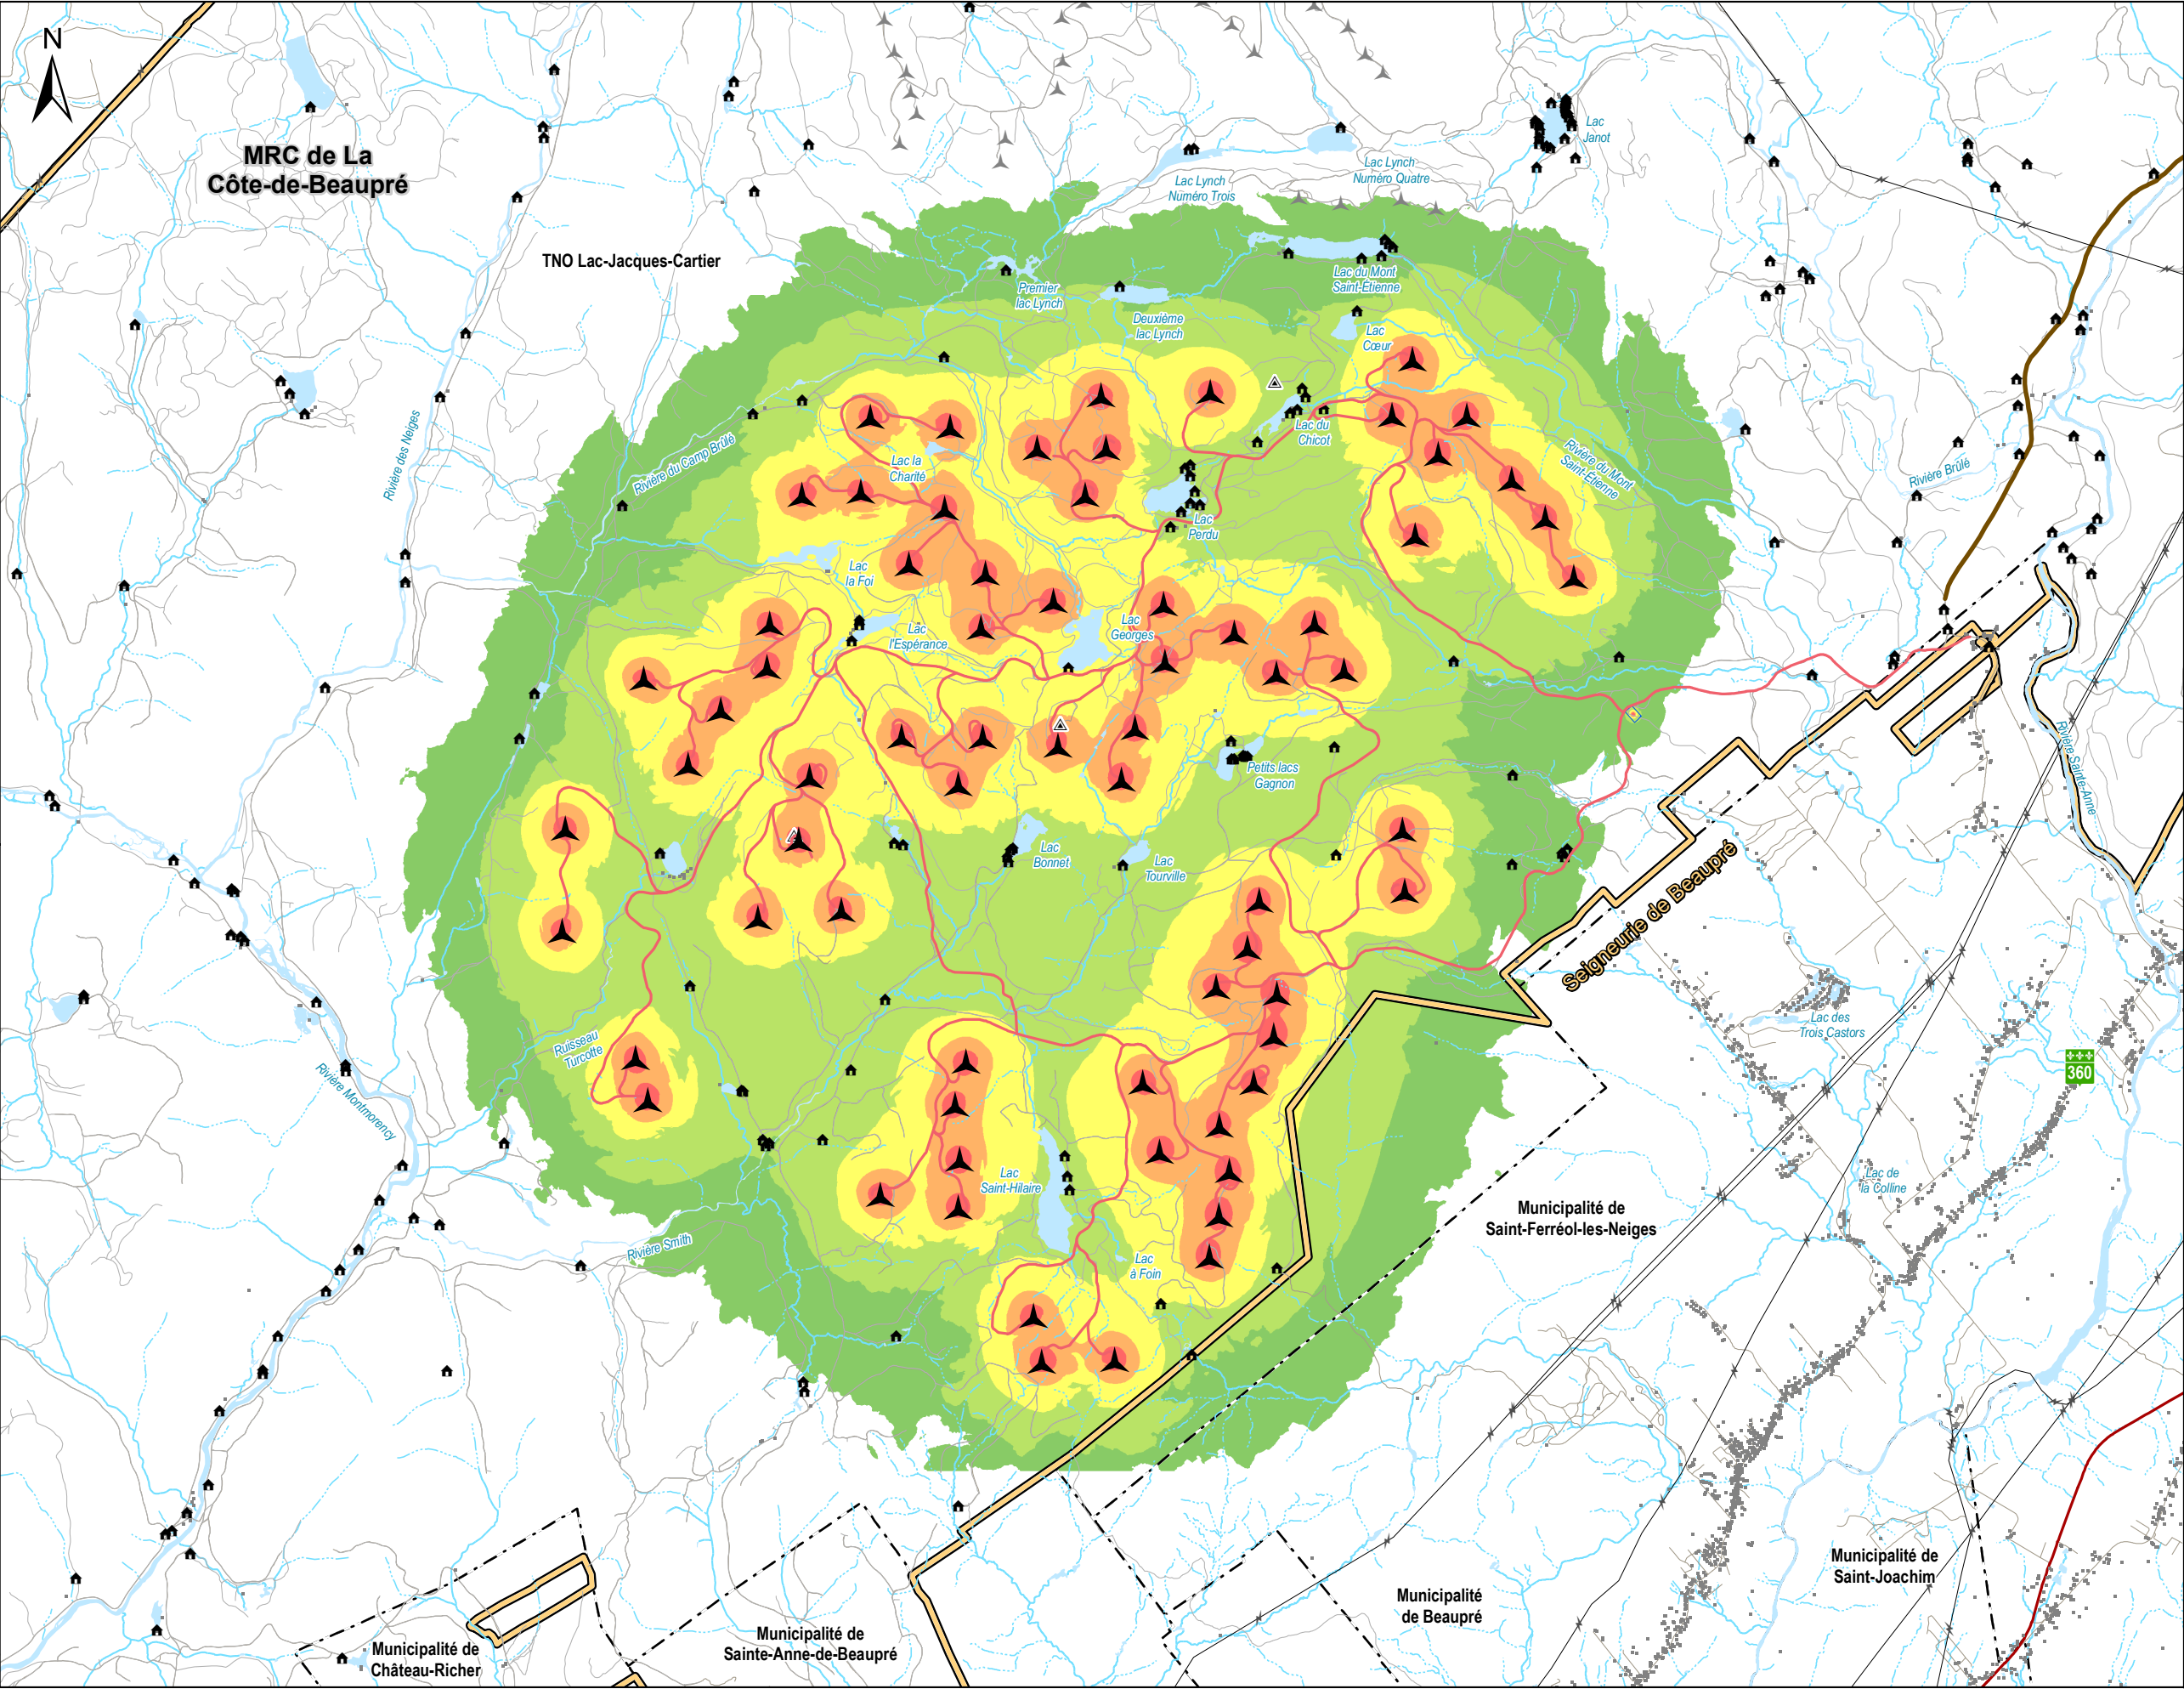 N
MRC de La
Côte-de-Beaupré
TNO Lac-Jacques-Cartier
Lac
Janot
Lac Lynch
Numéro Quatre
Lac Lynch
Numéro Trois
Premier
lac Lynch
Lac du Mont
Saint-Étienne
Deuxième
lac Lynch
Lac
Cœur
Lac du
Chicot
Rivière des Neiges
Rivière du Camp Brûlé
Lac la
Charité
Rivière du Mont
Saint-Étienne
Rivière Brûlé
Lac
Perdu
Lac
la Foi
Lac
l'Espérance
Lac
Georges
Petits lacs
Gagnon
Rivière Sainte-Anne
Lac
Bonnet
Lac
Tourville
Seigneurie de Beaupré
Lac des
Trois Castors
360
Ruisseau
Turcotte
Rivière Montmorency
Lac
Saint-Hilaire
Lac de
la Colline
Municipalité de
Saint-Ferréol-les-Neiges
Rivière Smith
Lac
à Foin
Municipalité de
Saint-Joachim
Municipalité
de Beaupré
Municipalité de
Sainte-Anne-de-Beaupré
Municipalité de
Château-Richer